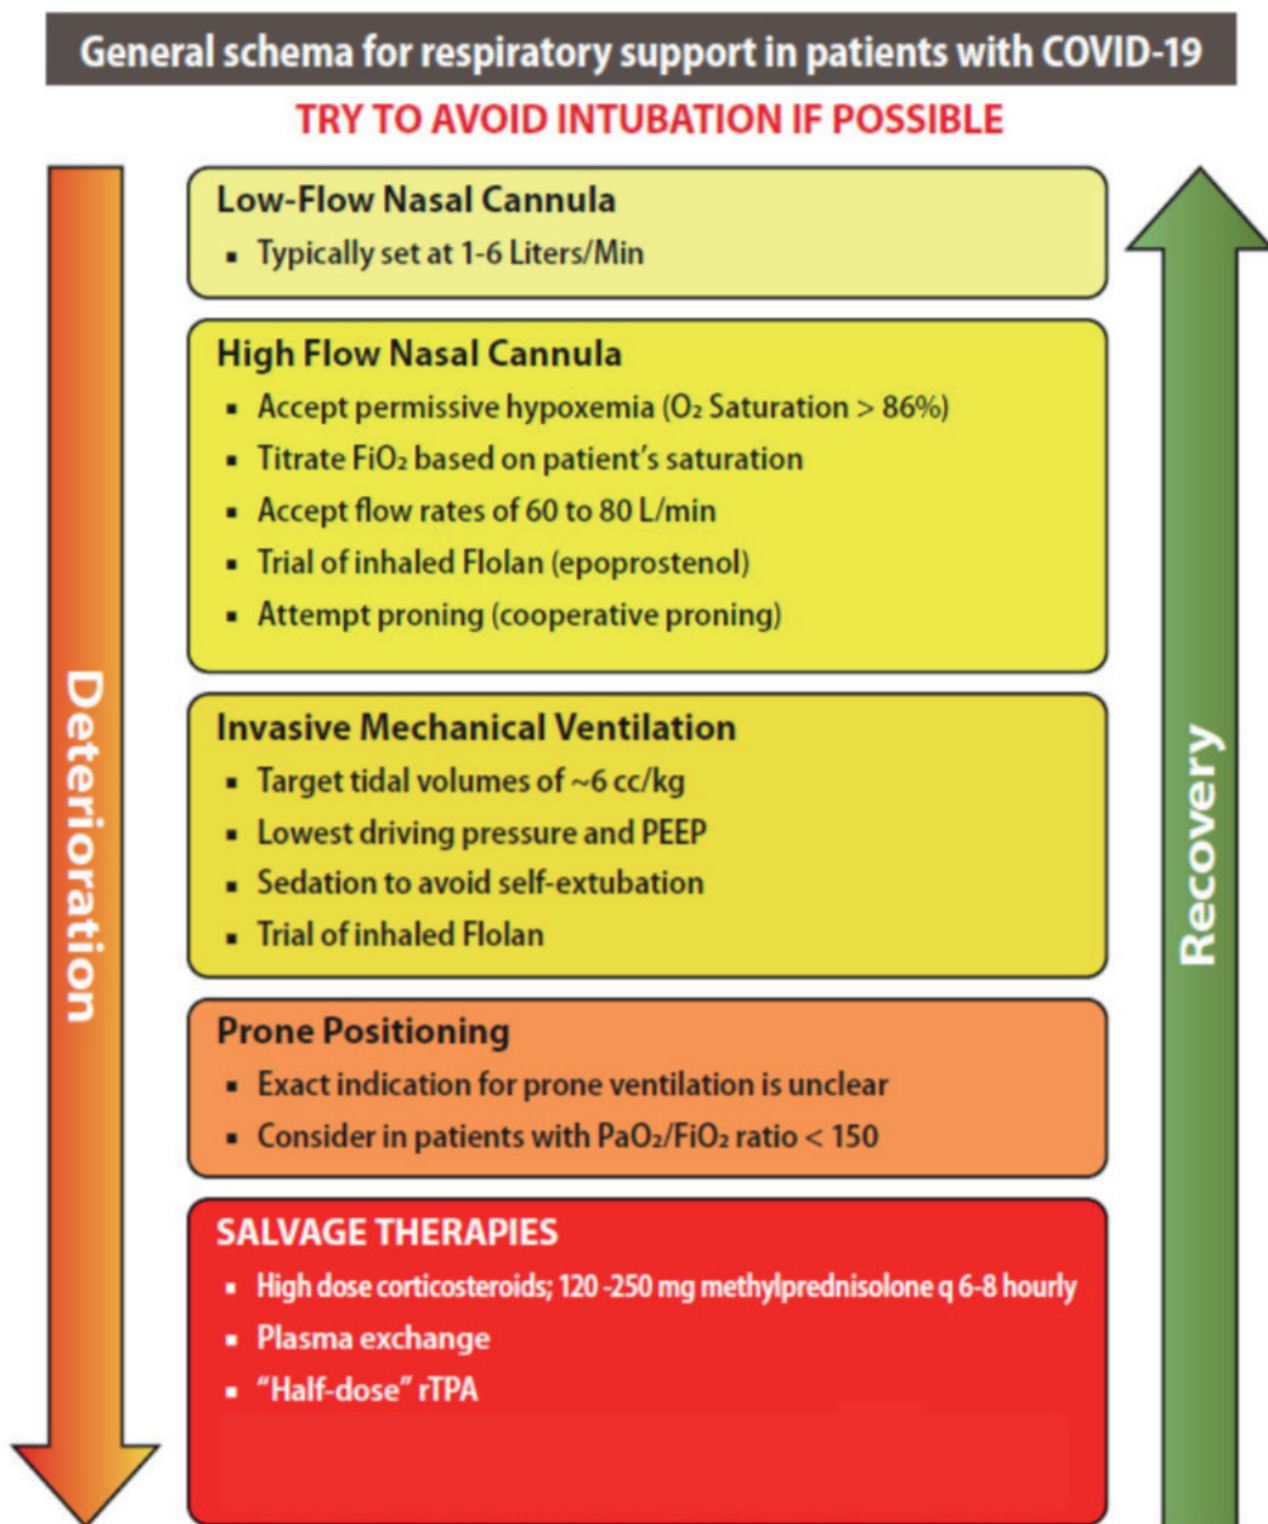 General schema for respiratory support in patients with COVID-19
TRY TO AVOID INTUBATION IF POSSIBLE
Deterioration
Low-Flow Nasal Cannula
▪ Typically set at 1-6 Liters/Min
High Flow Nasal Cannula
▪ Accept permissive hypoxemia (O₂ Saturation > 86%)
▪ Titrate FiO₂ based on patient's saturation
▪ Accept flow rates of 60 to 80 L/min
▪ Trial of inhaled Flolan (epoprostenol)
▪ Attempt proning (cooperative proning)
Invasive Mechanical Ventilation
▪ Target tidal volumes of ~6 cc/kg
▪ Lowest driving pressure and PEEP
▪ Sedation to avoid self-extubation
▪ Trial of inhaled Flolan
Prone Positioning
▪ Exact indication for prone ventilation is unclear
▪ Consider in patients with PaO₂/FiO₂ ratio < 150
SALVAGE THERAPIES
▪ High dose corticosteroids; 120 -250 mg methylprednisolone q 6-8 hourly
▪ Plasma exchange
▪ “Half-dose” rTPA
Recovery